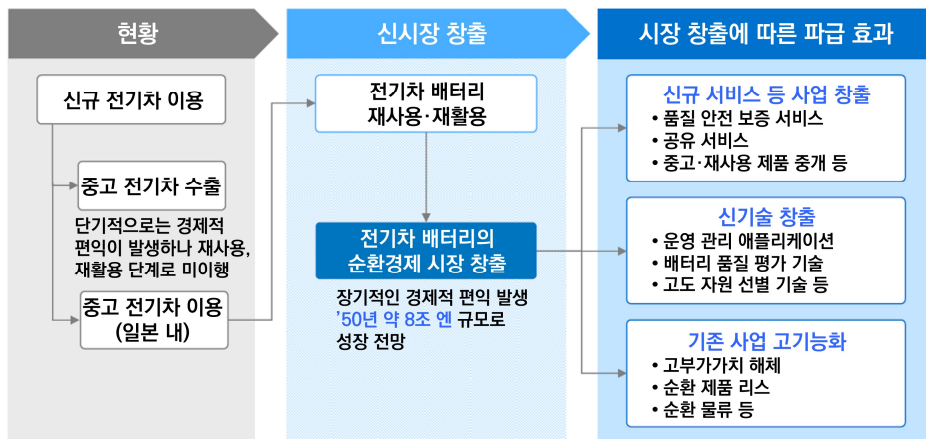 현황
신규 전기차 이용
중고 전기차 수출
단기적으로는 경제적
편익이 발생하나 재사용,
재활용 단계로 미이행
중고 전기차 이용
(일본 내)
신시장 창출
전기차 배터리
재사용·재활용
전기차 배터리의
순환경제 시장 창출
장기적인 경제적 편익 발생
’50년 약 8조 엔 규모로
성장 전망
시장 창출에 따른 파급 효과
신규 서비스 등 사업 창출
• 품질 안전 보증 서비스
• 공유 서비스
• 중고·재사용 제품 중개 등
신기술 창출
• 운영 관리 애플리케이션
• 배터리 품질 평가 기술
• 고도 자원 선별 기술 등
기존 사업 고기능화
• 고부가가치 해체
• 순환 제품 리스
• 순환 물류 등